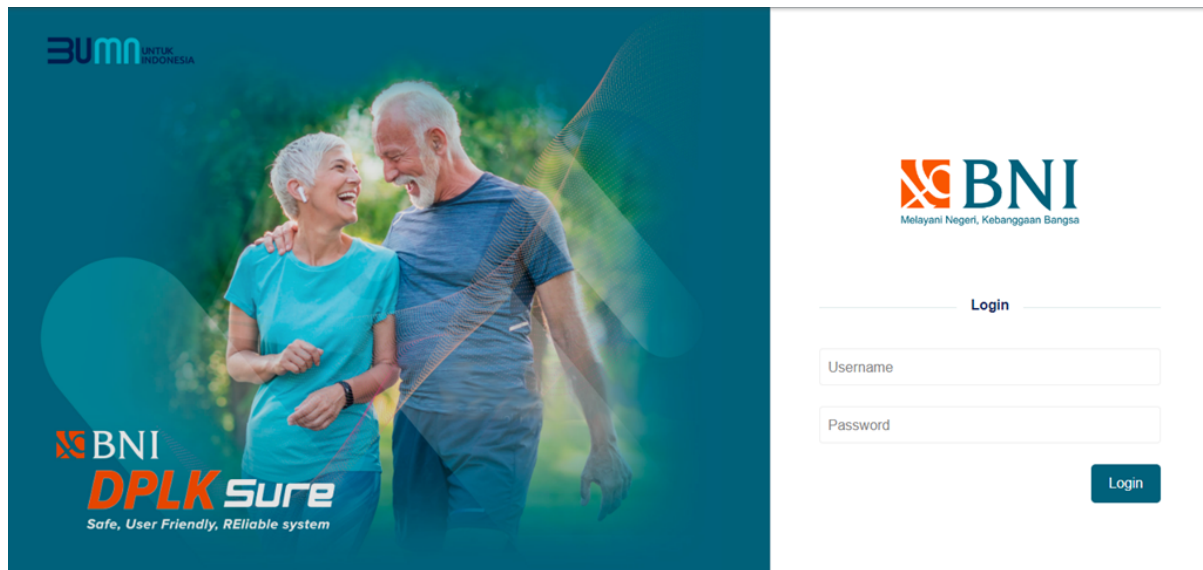 BUMN UNTUK
INDONESIA
BNI
DPLK Sure
Safe, User Friendly, REliable system
BNI
Melayani Negeri, Kebanggaan Bangsa
Login
Username
Password
Login